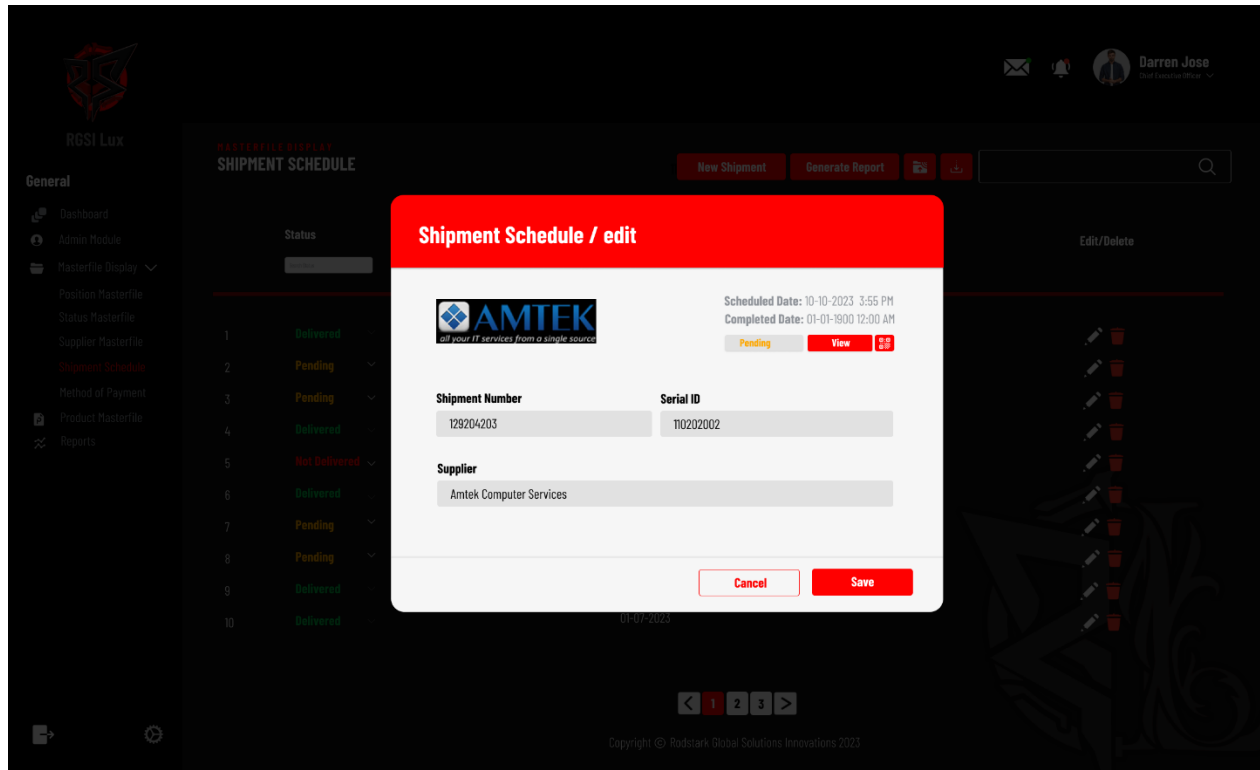 RGSI Lux
Darren Jose
Chief Executive Officer
General
Dashboard
Admin Module
Masterfile Display
Position Masterfile
Status Masterfile
Supplier Masterfile
Shipment Schedule
Method of Payment
Product Masterfile
Reports
MASTERFILE DISPLAY
SHIPMENT SCHEDULE
New Shipment Generate Report
Status Edit/Delete
1 Delivered
2 Pending
3 Pending
4 Delivered
5 Not Delivered
6 Delivered
7 Pending
8 Pending
9 Delivered
10 Delivered 01-07-2023
Shipment Schedule / edit
AMTEK
all your IT services from a single source
Scheduled Date: 10-10-2023 3:55 PM
Completed Date: 01-01-1900 12:00 AM
Pending View
Shipment Number Serial ID
129204203 110202002
Supplier
Amtek Computer Services
Cancel Save
< 1 2 3 >
Copyright © Rodstark Global Solutions Innovations 2023